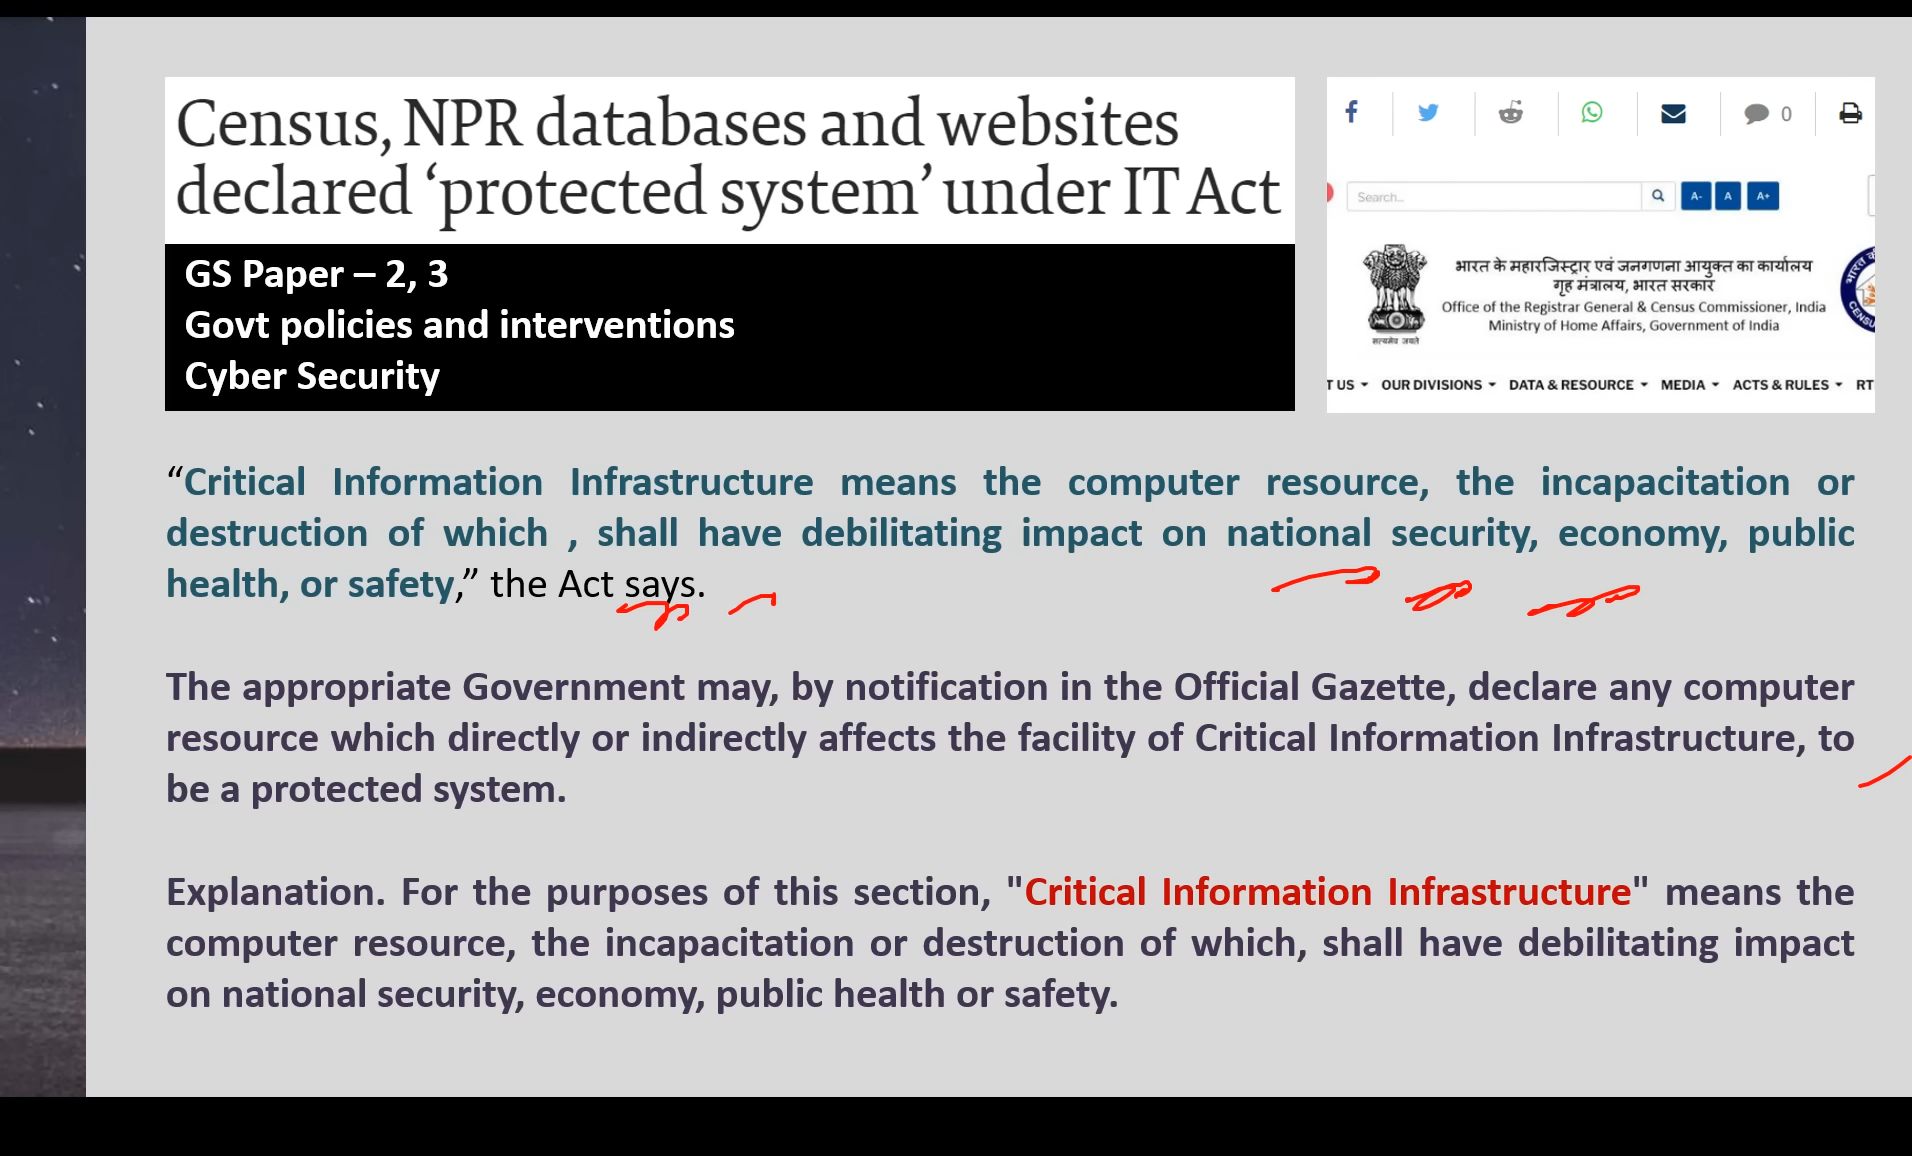 Census, NPR databases and websites
declared ‘protected system’ under IT Act
GS Paper – 2, 3
Govt policies and interventions
Cyber Security
0
Search...
A-
A
A+
भारत के महारजिस्ट्रार एवं जनगणना आयुक्त का कार्यालय
गृह मंत्रालय, भारत सरकार
Office of the Registrar General & Census Commissioner, India
Ministry of Home Affairs, Government of India
सत्यमेव जयते
T US OUR DIVISIONS DATA & RESOURCE MEDIA ACTS & RULES RT
“Critical Information Infrastructure means the computer resource, the incapacitation or
destruction of which , shall have debilitating impact on national security, economy, public
health, or safety,” the Act says.
The appropriate Government may, by notification in the Official Gazette, declare any computer
resource which directly or indirectly affects the facility of Critical Information Infrastructure, to
be a protected system.
Explanation. For the purposes of this section, "Critical Information Infrastructure" means the
computer resource, the incapacitation or destruction of which, shall have debilitating impact
on national security, economy, public health or safety.